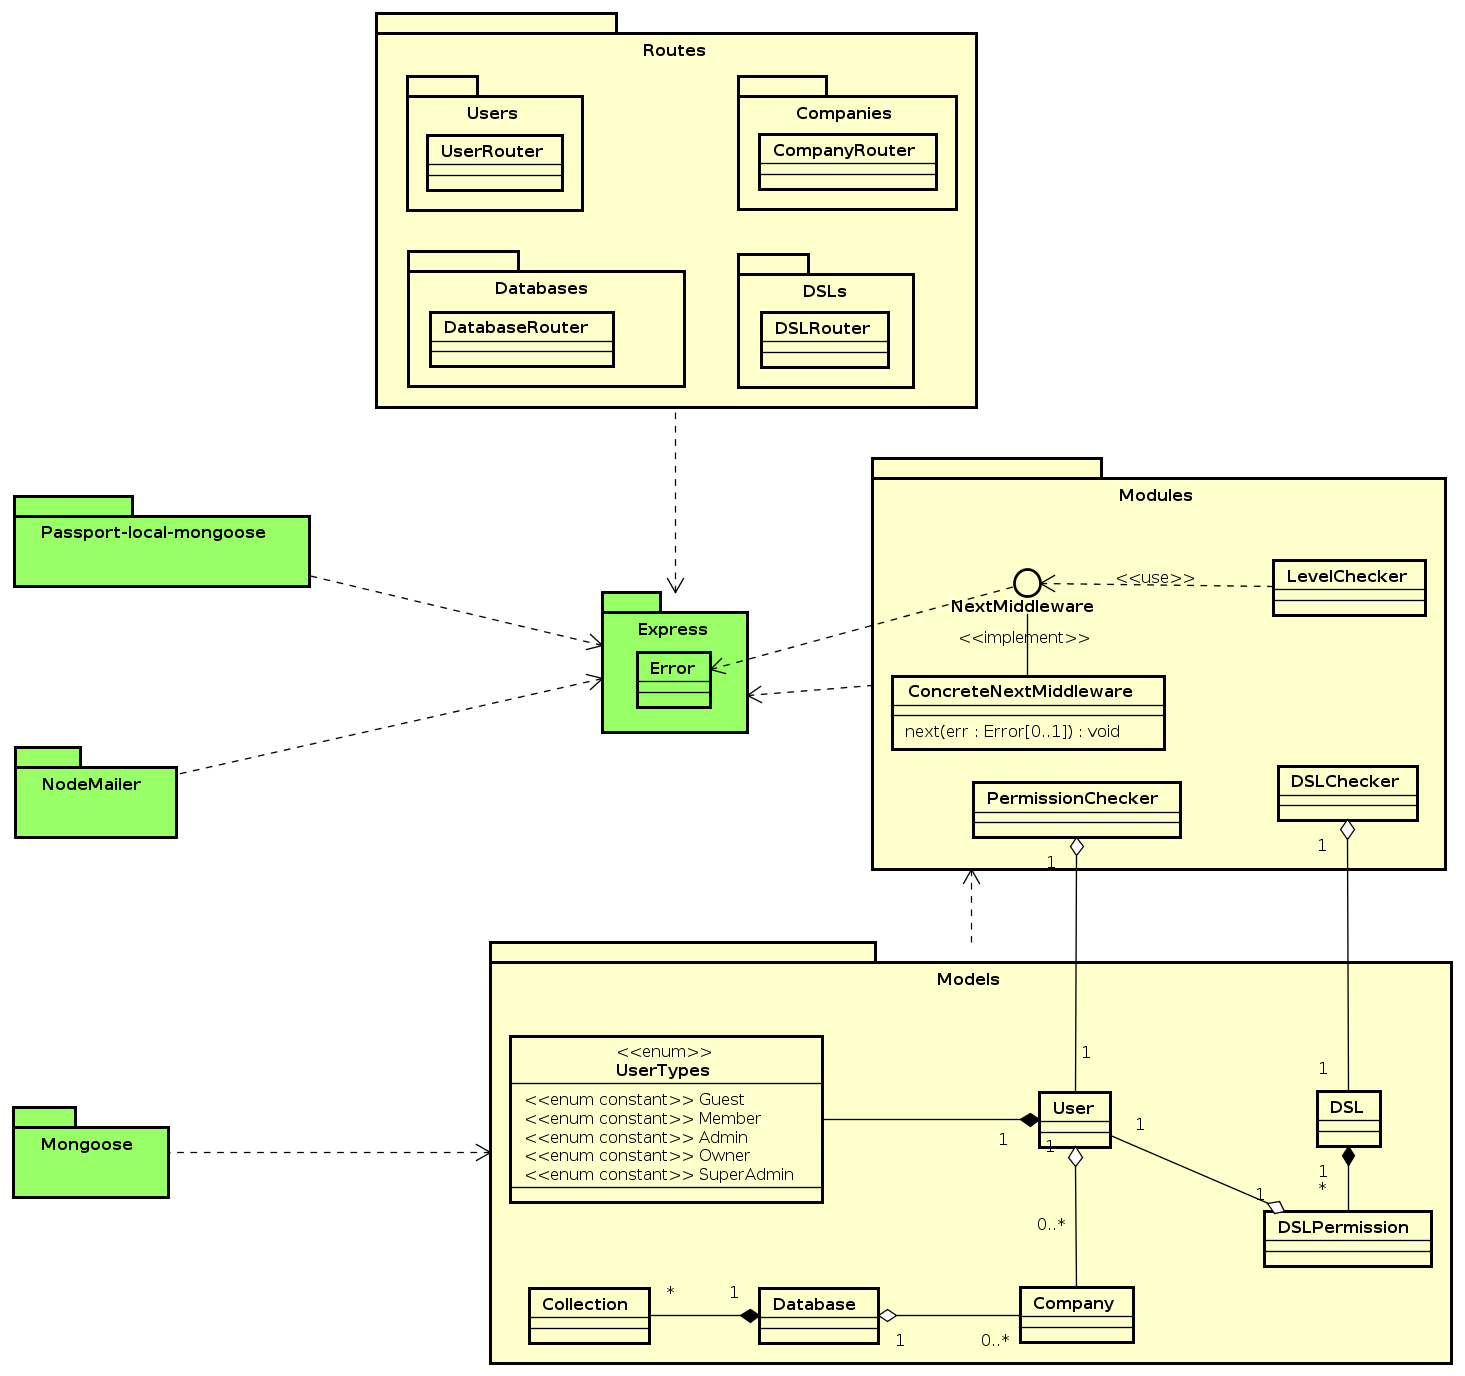 Routes
Users
UserRouter
Companies
CompanyRouter
Databases
DatabaseRouter
DSLs
DSLRouter
Passport-local-mongoose
Express
Error
NodeMailer
Modules
NextMiddleware
<<use>>
LevelChecker
<<implement>>
ConcreteNextMiddleware
next(err : Error[0..1]) : void
PermissionChecker
1
DSLChecker
1
Mongoose
Models
<<enum>>
UserTypes
<<enum constant>> Guest
<<enum constant>> Member
<<enum constant>> Admin
<<enum constant>> Owner
<<enum constant>> SuperAdmin
1
1
User
1
1
1
DSL
1
*
1
DSLPermission
0..*
Collection
*
1
Database
1
0..*
Company